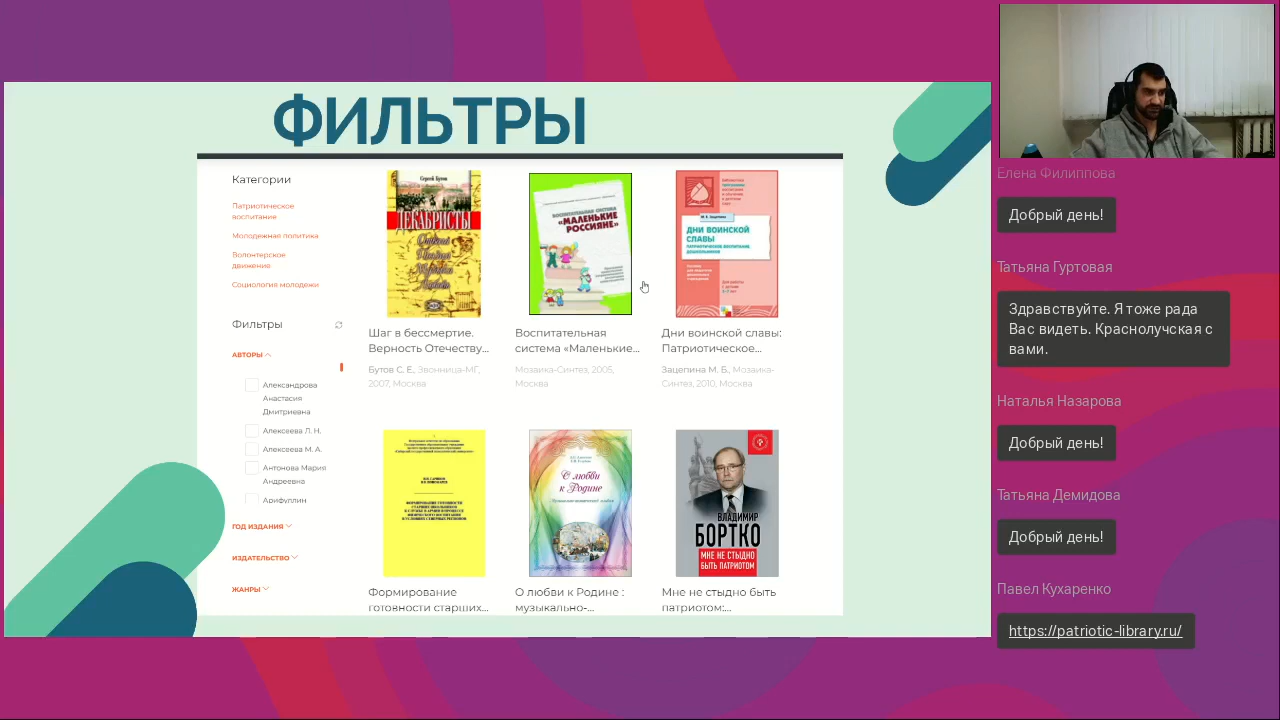 ФИЛЬТРЫ
Категории
Патриотическое
воспитание
Молодежная политика
Волонтерское
движение
Социология молодежи
Фильтры
АВТОРЫ
Александрова
Анастасия
Дмитриевна
Алексеева Л. Н.
Алексеева М. А.
Антонова Мария
Андреевна
Арифуллин
ГОД ИЗДАНИЯ
ИЗДАТЕЛЬСТВО
ЖАНРЫ
Сергей Бутов
ДЕКАБРИСТЫ
Шаг в бессмертие.
Верность Отечеству...
Бутов С. Е., Звонница-МГ,
2007, Москва
ВОСПИТАТЕЛЬНАЯ СИСТЕМА
«МАЛЕНЬКИЕ
РОССИЯНЕ»
Воспитательная
система «Маленькие...
Мозаика-Синтез, 2005,
Москва
М. Б. Зацепина
ДНИ ВОИНСКОЙ
СЛАВЫ
Дни воинской славы:
Патриотическое...
Зацепина М. Б., Мозаика-
Синтез, 2010, Москва
Формирование
готовности старших...
О любви
к Родине
О любви к Родине :
музыкально-...
ВЛАДИМИР
БОРТКО
МНЕ НЕ СТЫДНО
БЫТЬ ПАТРИОТОМ
Мне не стыдно быть
патриотом:...
Елена Филиппова
Добрый день!
Татьяна Гуртовая
Здравствуйте. Я тоже рада
Вас видеть. Краснолучская с
вами.
Наталья Назарова
Добрый день!
Татьяна Демидова
Добрый день!
Павел Кухаренко
https://patriotic-library.ru/